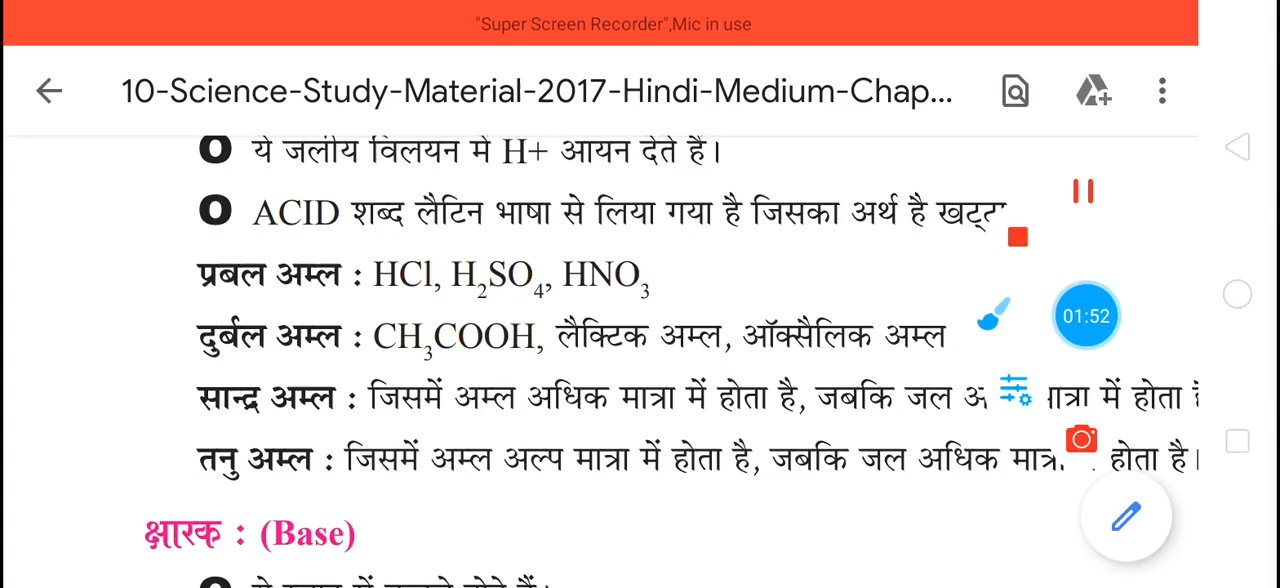 "Super Screen Recorder",Mic in use
10-Science-Study-Material-2017-Hindi-Medium-Chap...
O ये जलीय विलयन में H+ आयन देते हैं।
O ACID शब्द लैटिन भाषा से लिया गया है जिसका अर्थ है खट्टा
प्रबल अम्ल : HCl, H₂SO₄, HNO₃
दुर्बल अम्ल : CH₃COOH, लैक्टिक अम्ल, ऑक्सैलिक अम्ल
01:52
सान्द्र अम्ल : जिसमें अम्ल अधिक मात्रा में होता है, जबकि जल मात्रा में होता
तनु अम्ल : जिसमें अम्ल अल्प मात्रा में होता है, जबकि जल अधिक मात्रा होता है।
क्षारक : (Base)